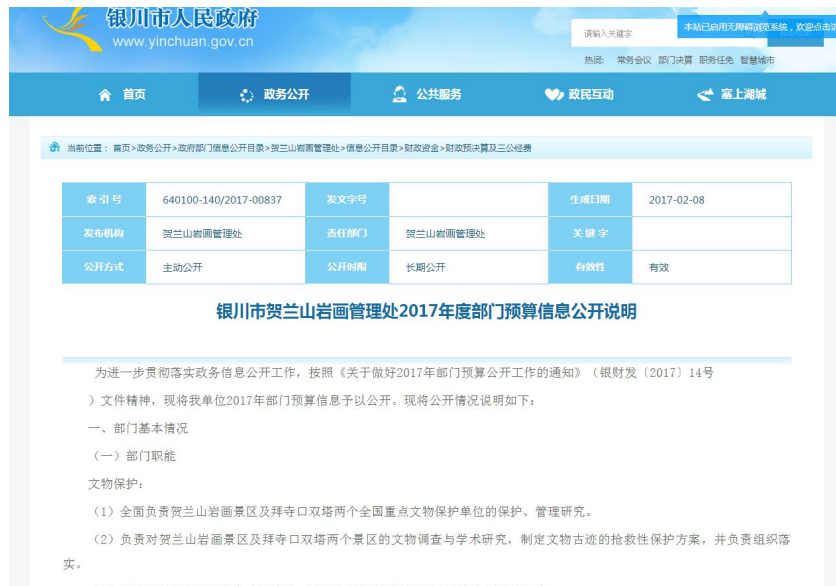 银川市人民政府
www.yinchuan.gov.cn
请输入关键字
本站已启用无障碍浏览系统，欢迎点击访
热词: 常务会议 部门决算 职务任免 智慧城市
首页 政务公开 公共服务 政民互动 塞上湖城
当前位置：首页>政务公开>政府部门信息公开目录>贺兰山岩画管理处>信息公开目录>财政资金>财政预决算及三公经费
索 引 号 640100-140/2017-00837 发文字号 生成日期 2017-02-08
发布机构 贺兰山岩画管理处 责任部门 贺兰山岩画管理处 关 键 字
公开方式 主动公开 公开时限 长期公开 有效性 有效
银川市贺兰山岩画管理处2017年度部门预算信息公开说明
为进一步贯彻落实政务信息公开工作，按照《关于做好2017年部门预算公开工作的通知》（银财发〔2017〕14号
）文件精神，现将我单位2017年部门预算信息予以公开。现将公开情况说明如下：
一、部门基本情况
（一）部门职能
文物保护：
（1）全面负责贺兰山岩画景区及拜寺口双塔两个全国重点文物保护单位的保护、管理研究。
（2）负责对贺兰山岩画景区及拜寺口双塔两个景区的文物调查与学术研究，制定文物古迹的抢救性保护方案，并负责组织落
实。